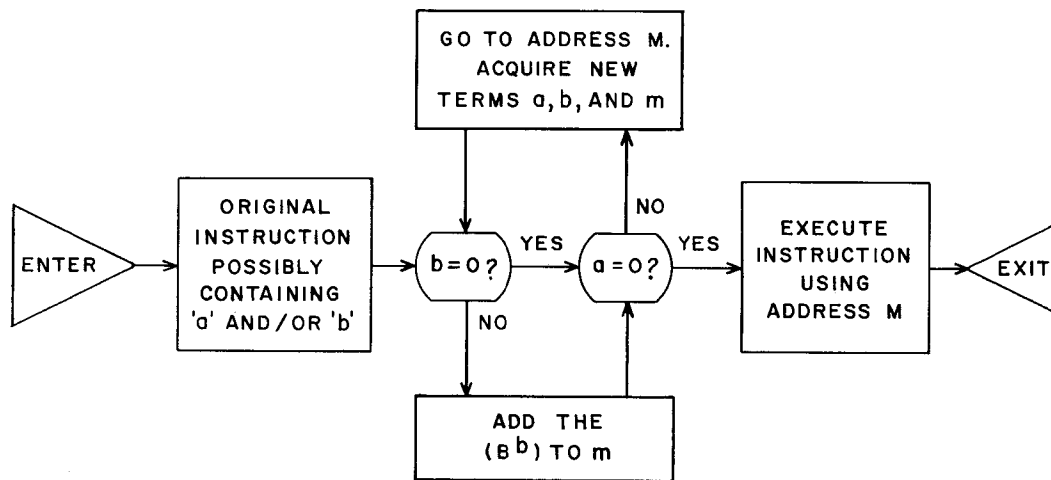 GO TO ADDRESS M.
ACQUIRE NEW
TERMS a, b, AND m
ENTER
ORIGINAL
INSTRUCTION
POSSIBLY
CONTAINING
'a' AND/OR 'b'
b=0?
YES
NO
a=0?
NO
YES
EXECUTE
INSTRUCTION
USING
ADDRESS M
EXIT
ADD THE
(B^b) TO m